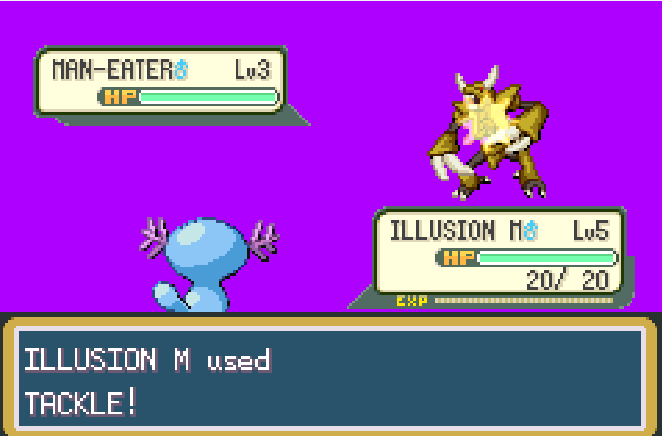 MAN-EATER♂ Lv3
HP
ILLUSION M♂ Lv5
HP
20/ 20
EXP
ILLUSION M used
TACKLE!